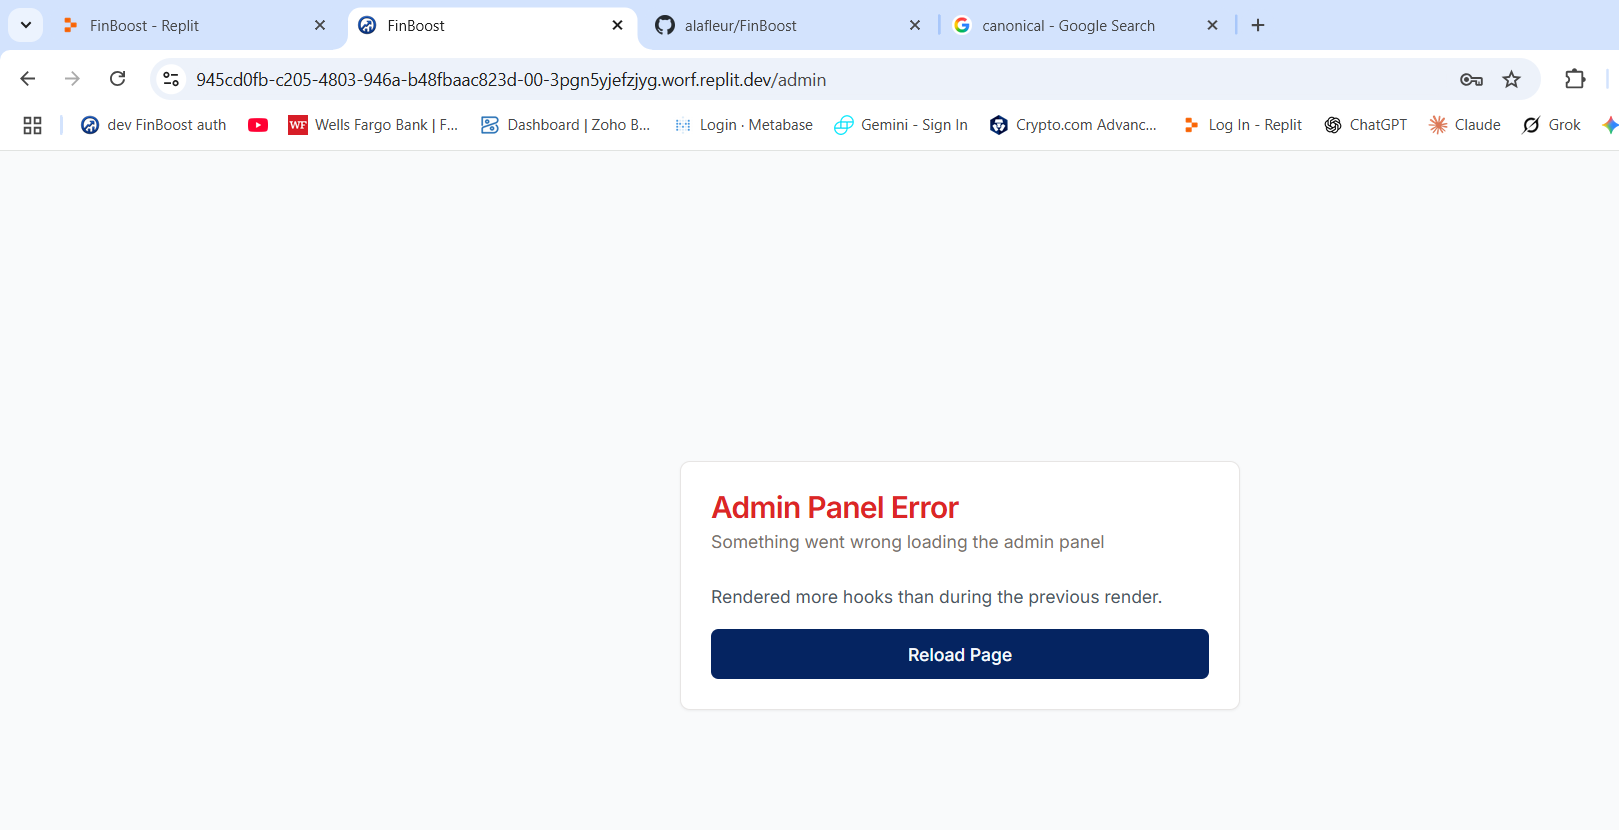 FinBoost - Replit
FinBoost
alafleur/FinBoost
canonical - Google Search
945cd0fb-c205-4803-946a-b48fbaac823d-00-3pgn5yjefzjyg.worf.replit.dev/admin
dev FinBoost auth
WF
Wells Fargo Bank | F...
Dashboard | Zoho B...
Login · Metabase
Gemini - Sign In
Crypto.com Advanc...
Log In - Replit
ChatGPT
Claude
Grok
Admin Panel Error
Something went wrong loading the admin panel
Rendered more hooks than during the previous render.
Reload Page